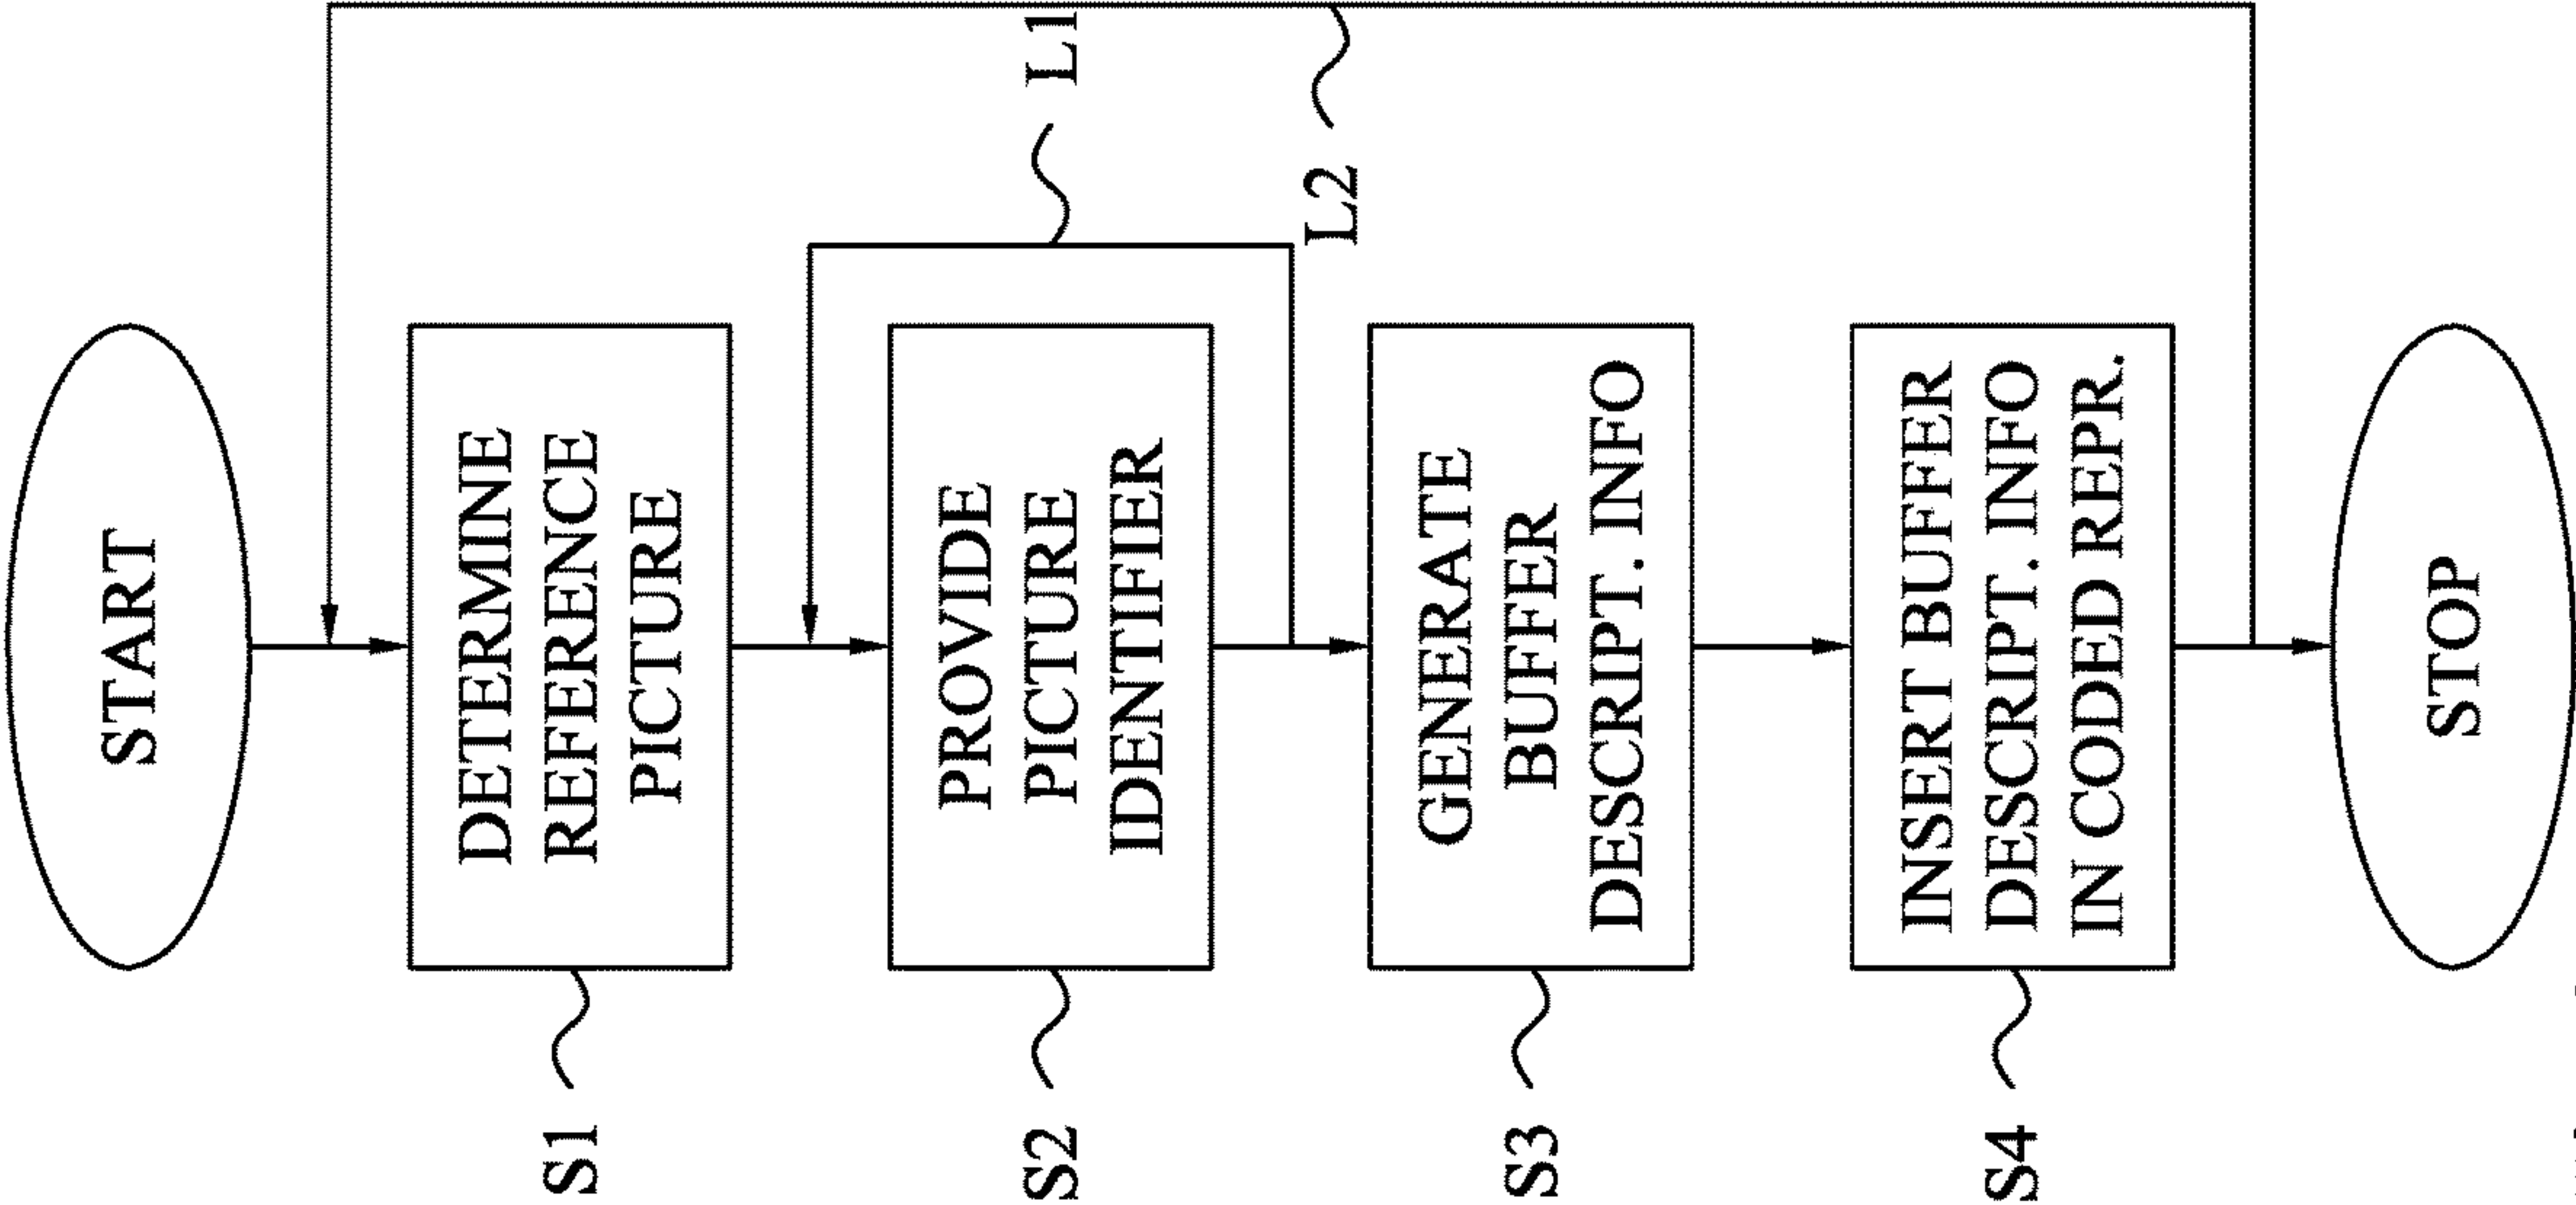 START
S1
DETERMINE
REFERENCE
PICTURE
S2
PROVIDE
PICTURE
IDENTIFIER
L1
S3
GENERATE
BUFFER
DESCRIPT. INFO
L2
S4
INSERT BUFFER
DESCRIPT. INFO
IN CODED REPR.
STOP